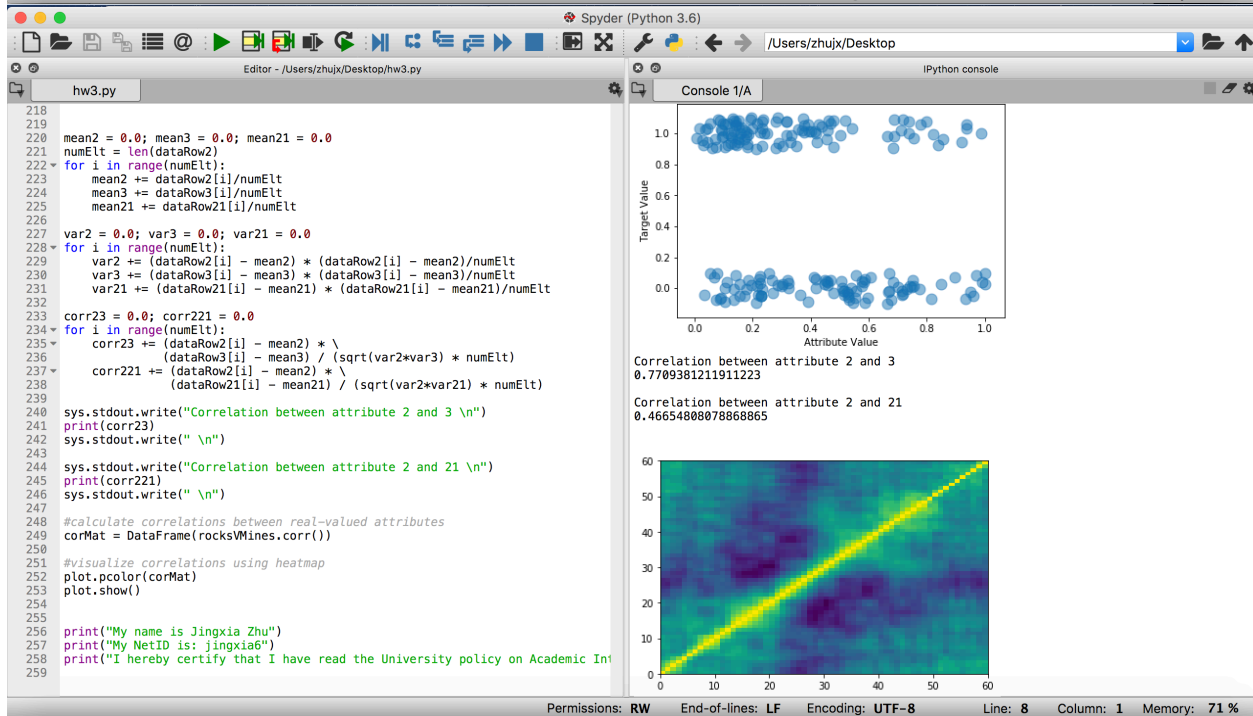 Spyder (Python 3.6)
/Users/zhujx/Desktop
Editor - /Users/zhujx/Desktop/hw3.py
hw3.py
218
219
220 mean2 = 0.0; mean3 = 0.0; mean21 = 0.0
221 numElt = len(dataRow2)
222 for i in range(numElt):
223     mean2 += dataRow2[i]/numElt
224     mean3 += dataRow3[i]/numElt
225     mean21 += dataRow21[i]/numElt
226
227 var2 = 0.0; var3 = 0.0; var21 = 0.0
228 for i in range(numElt):
229     var2 += (dataRow2[i] - mean2) * (dataRow2[i] - mean2)/numElt
230     var3 += (dataRow3[i] - mean3) * (dataRow3[i] - mean3)/numElt
231     var21 += (dataRow21[i] - mean21) * (dataRow21[i] - mean21)/numElt
232
233 corr23 = 0.0; corr221 = 0.0
234 for i in range(numElt):
235     corr23 += (dataRow2[i] - mean2) * \
236               (dataRow3[i] - mean3) / (sqrt(var2*var3) * numElt)
237     corr221 += (dataRow2[i] - mean2) * \
238                (dataRow21[i] - mean21) / (sqrt(var2*var21) * numElt)
239
240 sys.stdout.write("Correlation between attribute 2 and 3 \n")
241 print(corr23)
242 sys.stdout.write(" \n")
243
244 sys.stdout.write("Correlation between attribute 2 and 21 \n")
245 print(corr221)
246 sys.stdout.write(" \n")
247
248 #calculate correlations between real-valued attributes
249 corMat = DataFrame(rocksVMines.corr())
250
251 #visualize correlations using heatmap
252 plot.pcolor(corMat)
253 plot.show()
254
255
256 print("My name is Jingxia Zhu")
257 print("My NetID is: jingxia6")
258 print("I hereby certify that I have read the University policy on Academic Int
259
IPython console
Console 1/A
1.0
0.8
0.6
0.4
0.2
0.0
Target Value
0.0 0.2 0.4 0.6 0.8 1.0
Attribute Value
Correlation between attribute 2 and 3
0.7709381211911223
Correlation between attribute 2 and 21
0.46654808078868865
60
50
40
30
20
10
0
0 10 20 30 40 50 60
Permissions: RW End-of-lines: LF Encoding: UTF-8 Line: 8 Column: 1 Memory: 71 %